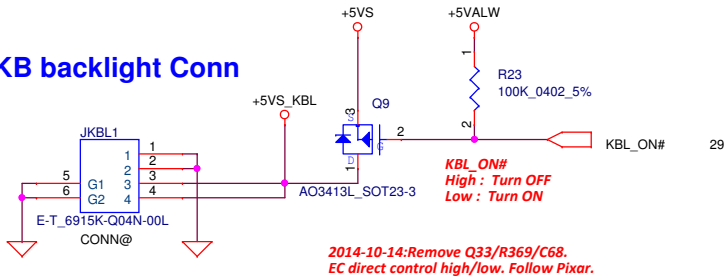 +5VS
+5VALW
KB backlight Conn
1
R23
100K_0402_5%
2
+5VS_KBL
3
S
Q9
G
2
D
1
AO3413L_SOT23-3
KBL_ON#
29
JKBL1
1
2
3
4
1
2
3
4
5
6
G1
G2
E-T_6915K-Q04N-00L
CONN@
KBL_ON#
High : Turn OFF
Low : Turn ON
2014-10-14:Remove Q33/R369/C68.
EC direct control high/low. Follow Pixar.